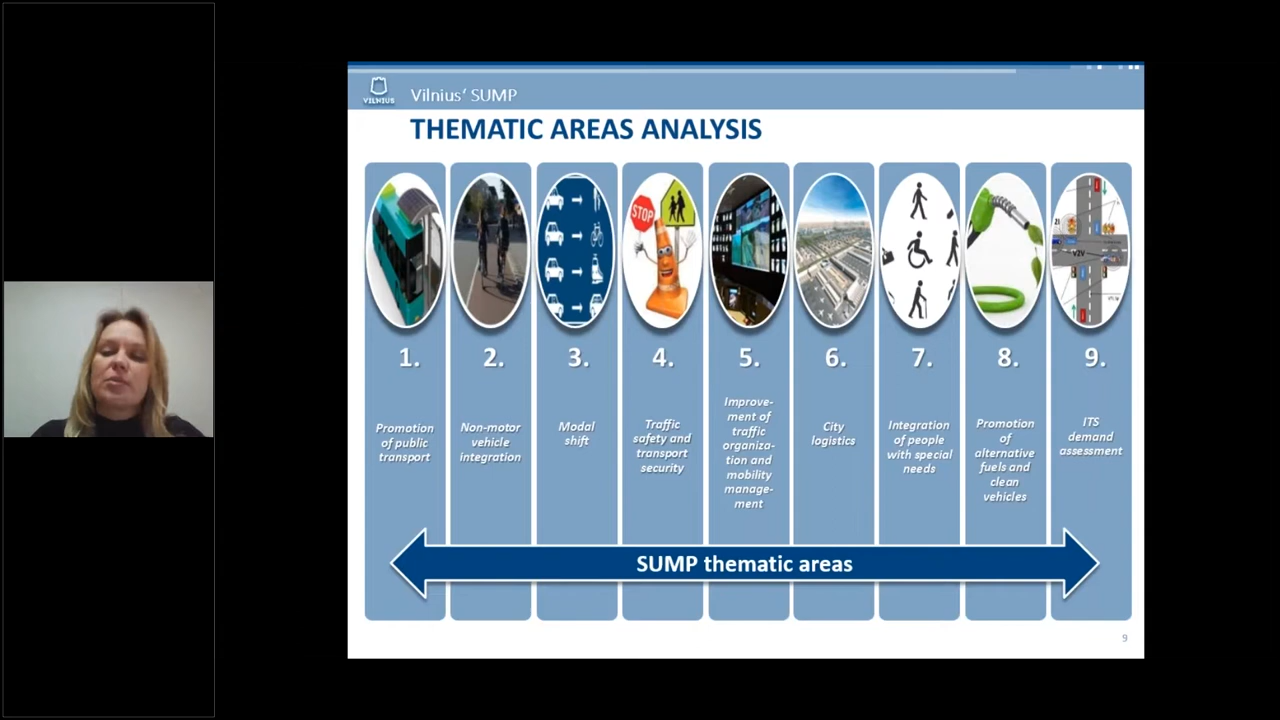 VILNIUS
Vilnius‘ SUMP
THEMATIC AREAS ANALYSIS
STOP
V2V
1.
2.
3.
4.
5.
6.
7.
8.
9.
Promotion
of public
transport
Non-motor
vehicle
integration
Modal
shift
Traffic
safety and
transport
security
Improve-
ment of
traffic
organiza-
tion and
mobility
manage-
ment
City
logistics
Integration
of people
with special
needs
Promotion
of
alternative
fuels and
clean
vehicles
ITS
demand
assessment
SUMP thematic areas
9